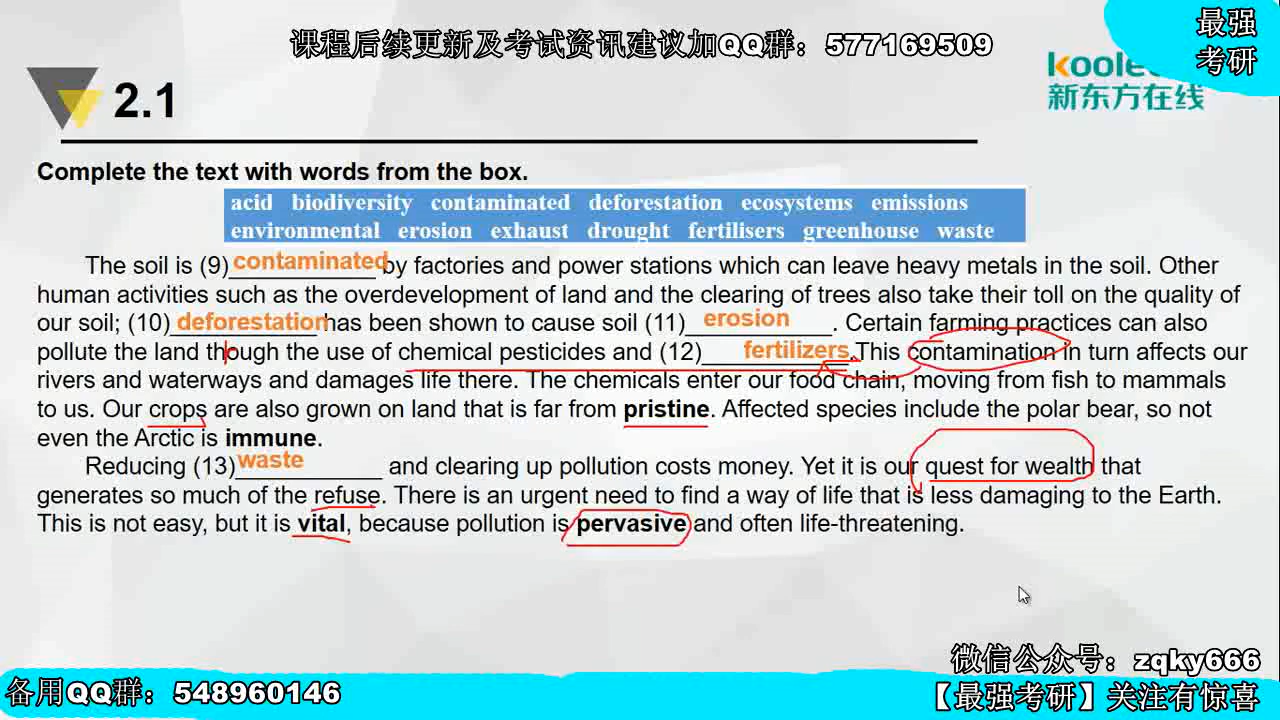 课程后续更新及考试资讯建议加QQ群：577169509
最强
考研
koole
新东方在线
2.1
Complete the text with words from the box.
acid biodiversity contaminated deforestation ecosystems emissions
environmental erosion exhaust drought fertilisers greenhouse waste
The soil is (9) contaminated by factories and power stations which can leave heavy metals in the soil. Other
human activities such as the overdevelopment of land and the clearing of trees also take their toll on the quality of
our soil; (10) deforestation has been shown to cause soil (11) erosion. Certain farming practices can also
pollute the land though the use of chemical pesticides and (12) fertilizers. This contamination in turn affects our
rivers and waterways and damages life there. The chemicals enter our food chain, moving from fish to mammals
to us. Our crops are also grown on land that is far from pristine. Affected species include the polar bear, so not
even the Arctic is immune.
Reducing (13) waste and clearing up pollution costs money. Yet it is our quest for wealth that
generates so much of the refuse. There is an urgent need to find a way of life that is less damaging to the Earth.
This is not easy, but it is vital, because pollution is pervasive and often life-threatening.
微信公众号：zqky666
备用QQ群：548960146
【最强考研】关注有惊喜